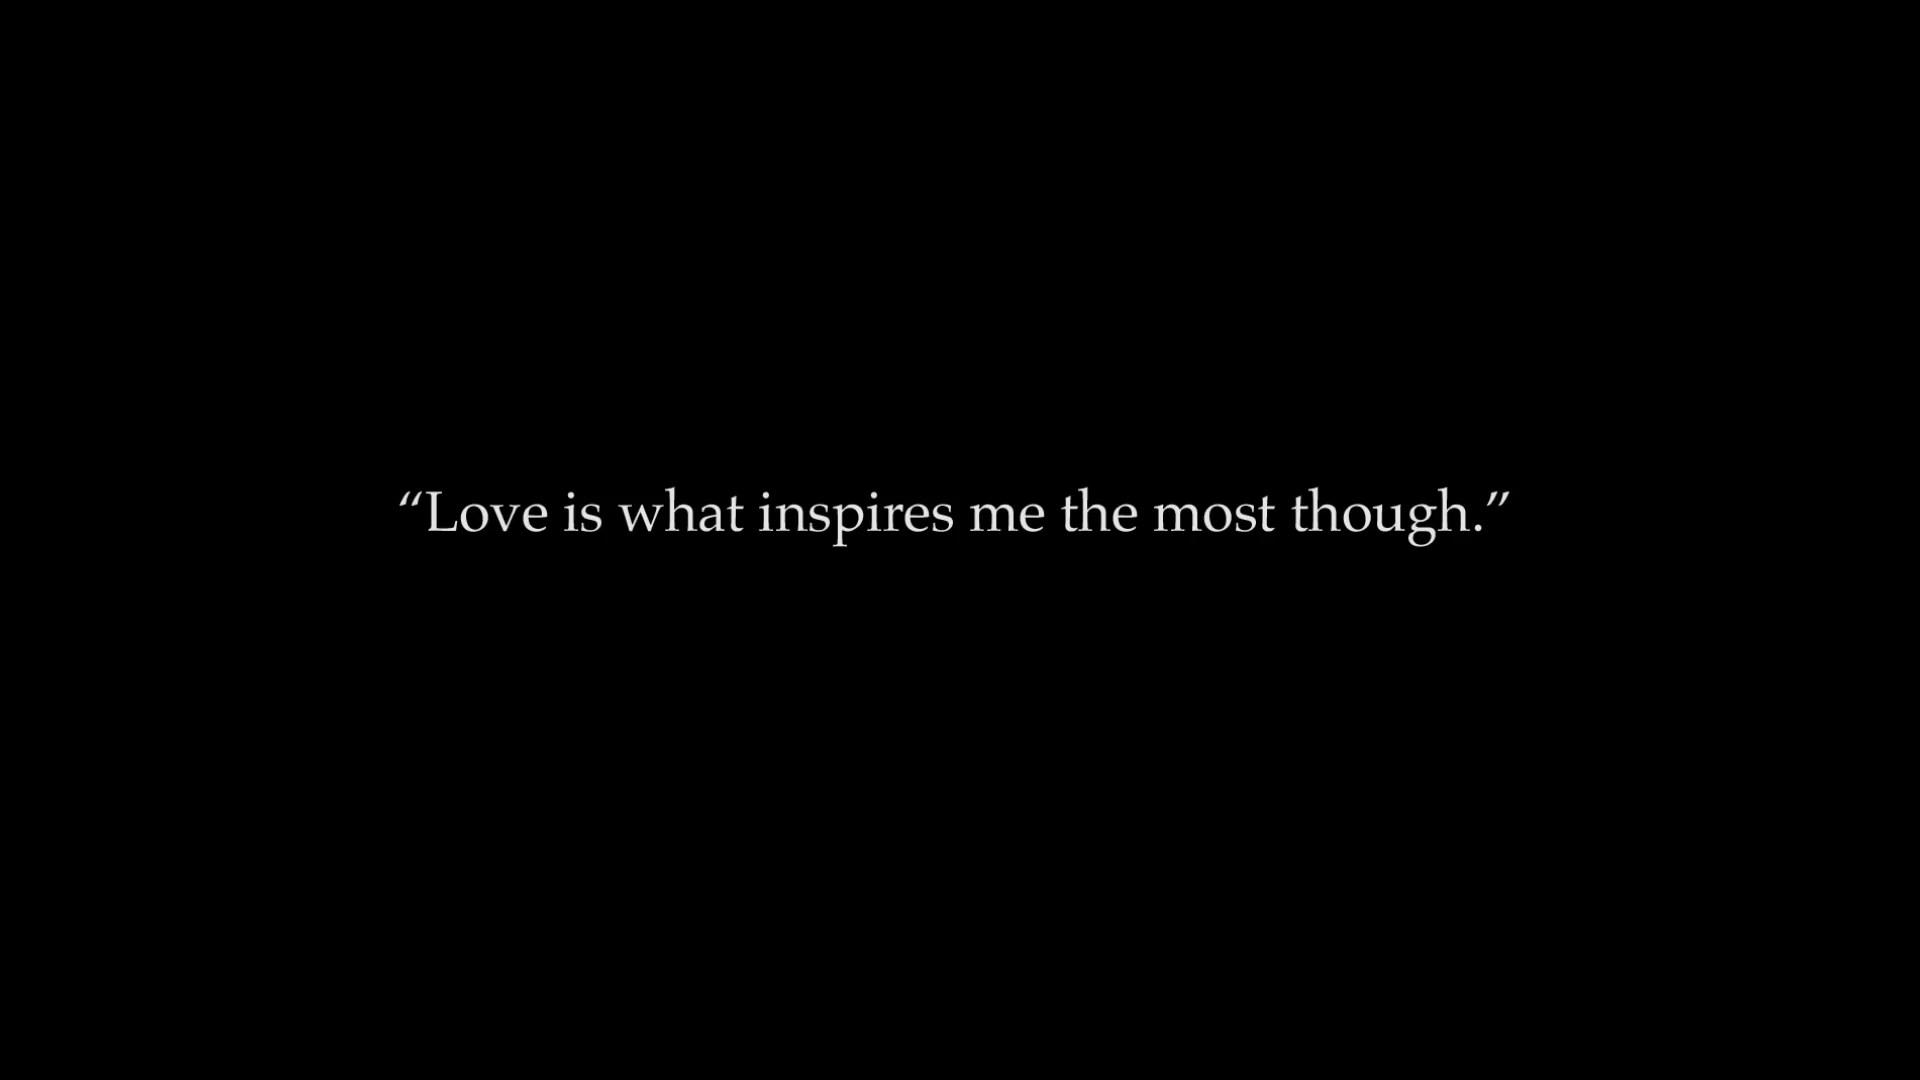 “Love is what inspires me the most though.”